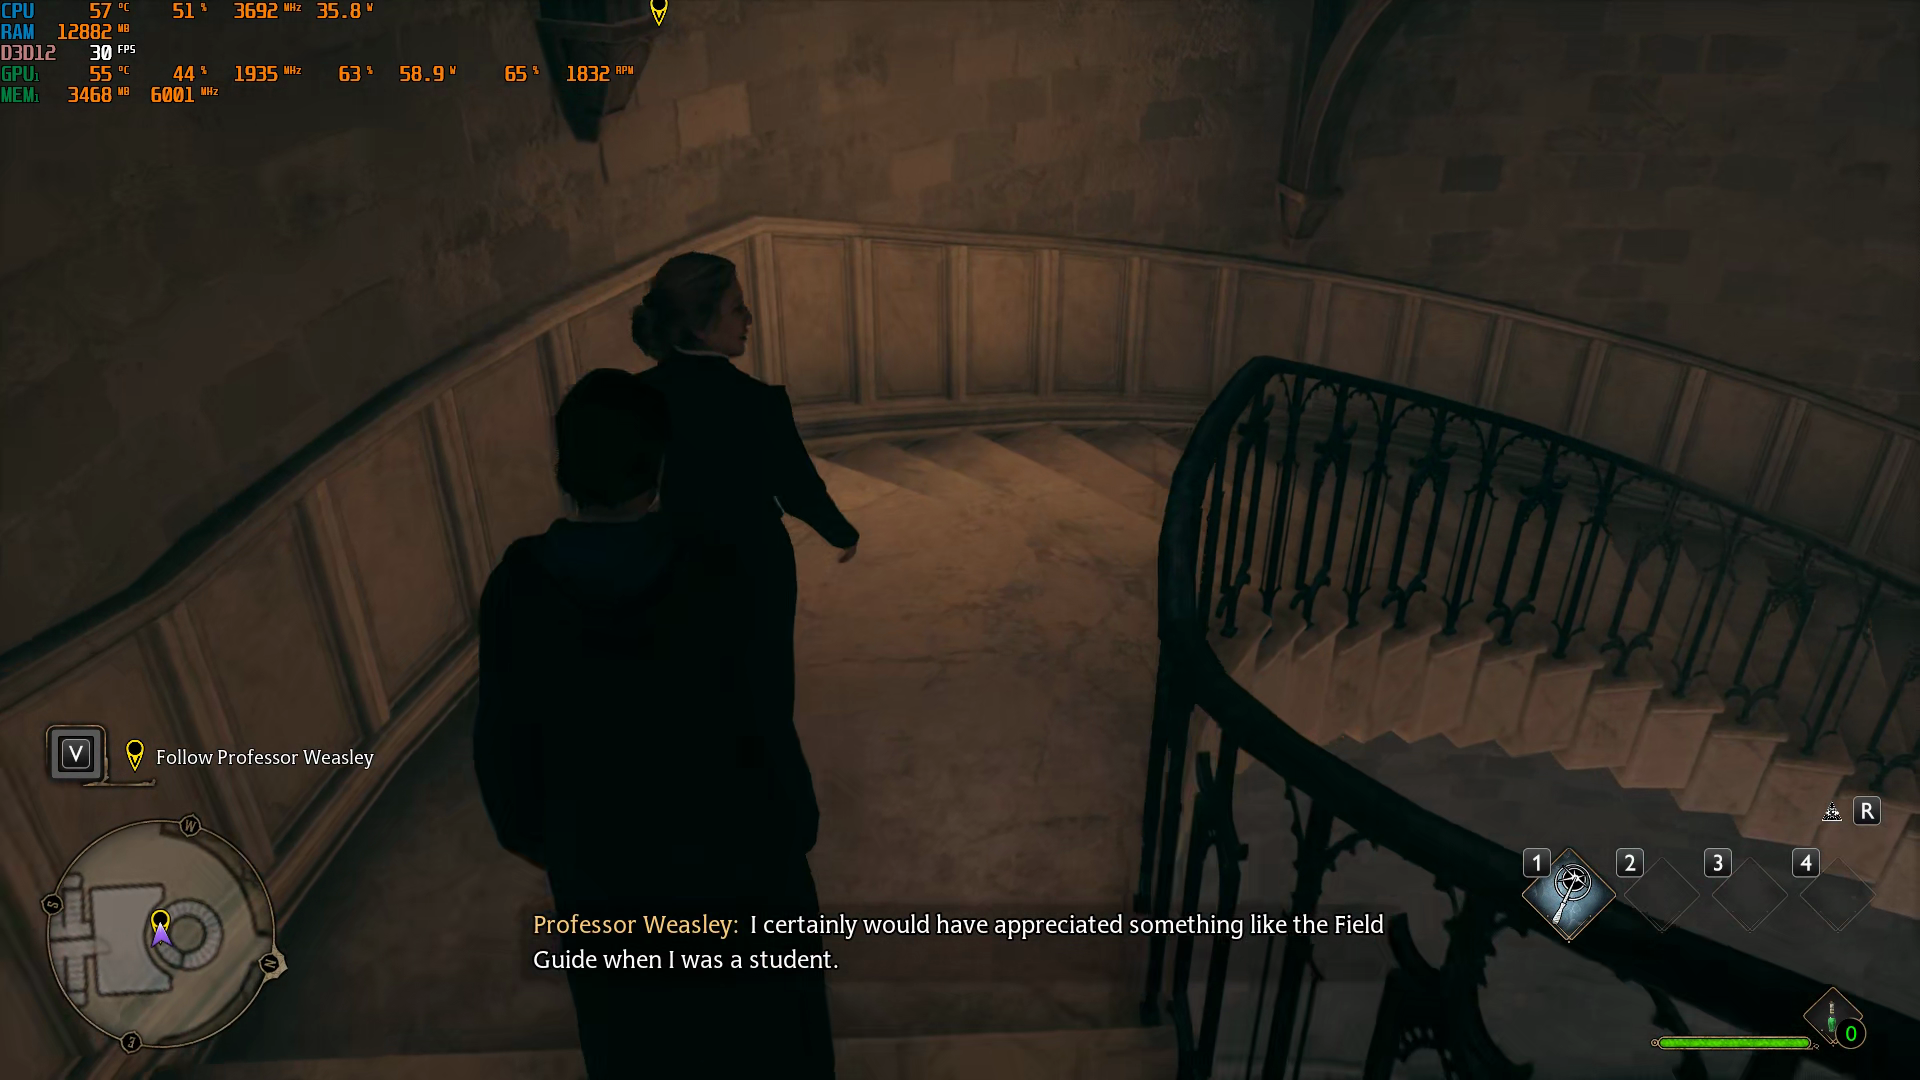 CPU 57 °C 51 % 3692 MHz 35.8 W
RAM 12882 MB
D3D12 30 FPS
GPU1 55 °C 44 % 1935 MHz 63 % 58.9 W 65 % 1832 RPM
MEM1 3468 MB 6001 MHz
V Follow Professor Weasley
W
S
N
E
R
1 2 3 4
Professor Weasley: I certainly would have appreciated something like the Field
Guide when I was a student.
0